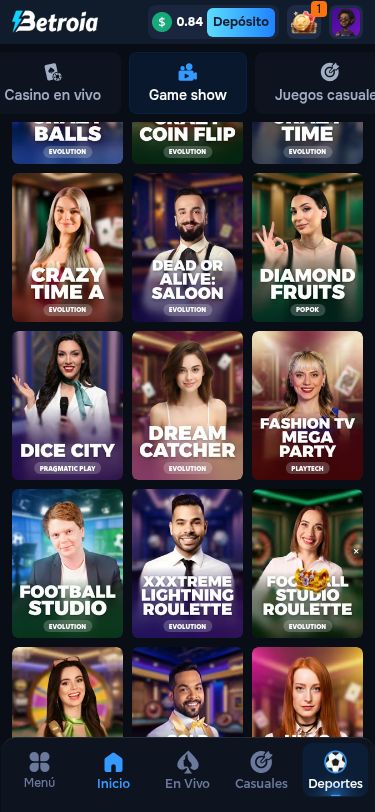 Betroia
$ 0.84 Depósito
1
Casino en vivo
Game show
Juegos casuale
BALLS
EVOLUTION
COIN FLIP
EVOLUTION
TIME
EVOLUTION
CRAZY
TIME A
EVOLUTION
DEAD OR
ALIVE:
SALOON
EVOLUTION
DIAMOND
FRUITS
POPOK
DICE CITY
PRAGMATIC PLAY
DREAM
CATCHER
EVOLUTION
FASHION TV
MEGA
PARTY
PLAYTECH
FOOTBALL
STUDIO
EVOLUTION
XXXTREME
LIGHTNING
ROULETTE
EVOLUTION
×
STUDIO
ROULETTE
EVOLUTION
Menú
Inicio
En Vivo
Casuales
Deportes